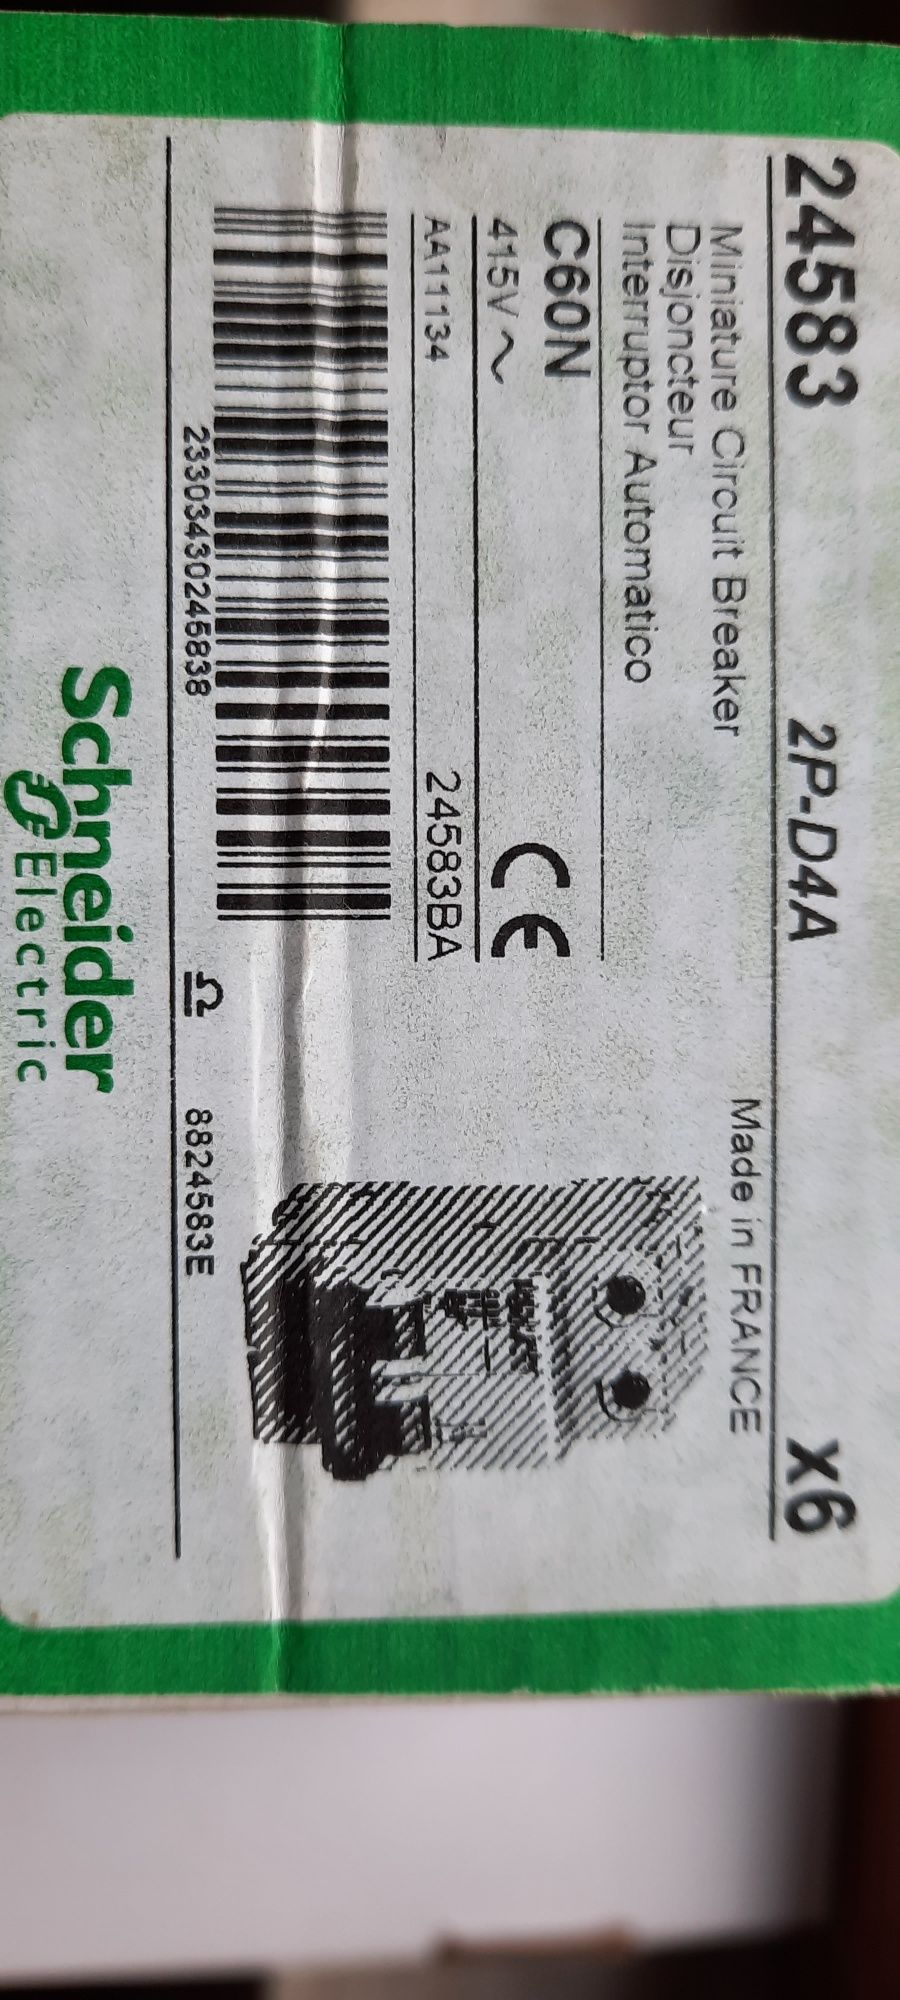 24583 2P-D4A x6
Made in FRANCE
Miniature Circuit Breaker
Disjoncteur
Interruptor Automatico
C60N
415V ~ CE
AA11134 24583BA
23303430245838 8824583E
Schneider
Electric